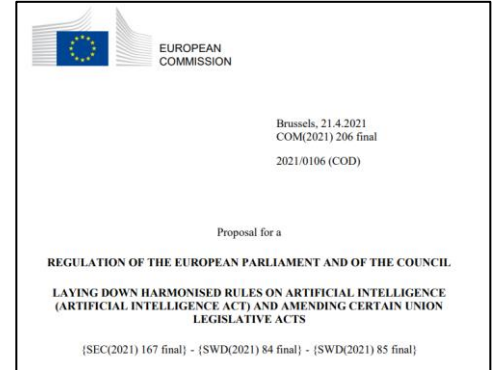 EUROPEAN
COMMISSION
Brussels, 21.4.2021
COM(2021) 206 final
2021/0106 (COD)
Proposal for a
REGULATION OF THE EUROPEAN PARLIAMENT AND OF THE COUNCIL
LAYING DOWN HARMONISED RULES ON ARTIFICIAL INTELLIGENCE
(ARTIFICIAL INTELLIGENCE ACT) AND AMENDING CERTAIN UNION
LEGISLATIVE ACTS
{SEC(2021) 167 final} - {SWD(2021) 84 final} - {SWD(2021) 85 final}